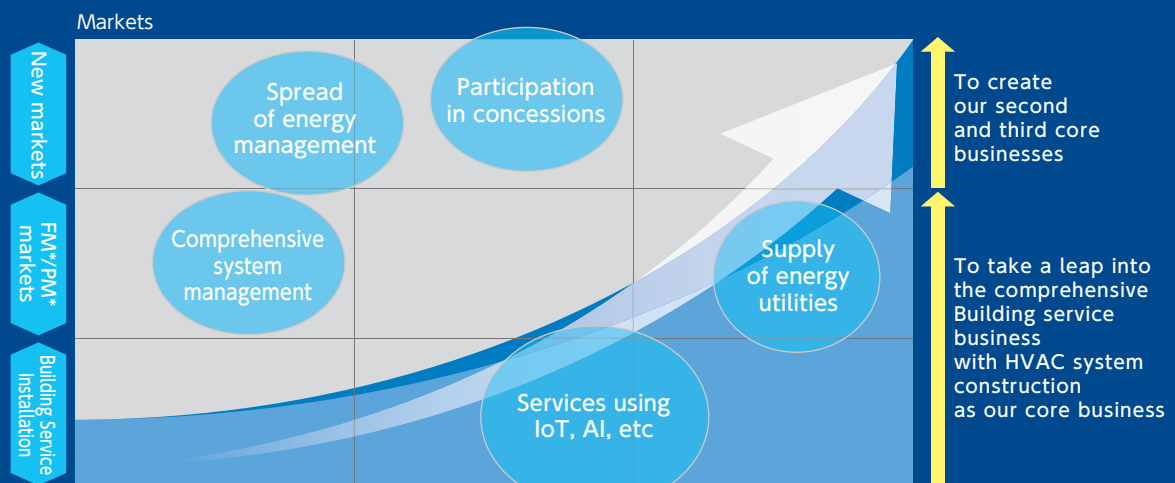 Markets
New markets
FM*/PM*
markets
Building Service
Installation
Spread
of energy
management
Participation
in concessions
Comprehensive
system
management
Supply
of energy
utilities
Services using
IoT, AI, etc
To create
our second
and third core
businesses
To take a leap into
the comprehensive
Building service
business
with HVAC system
construction
as our core business